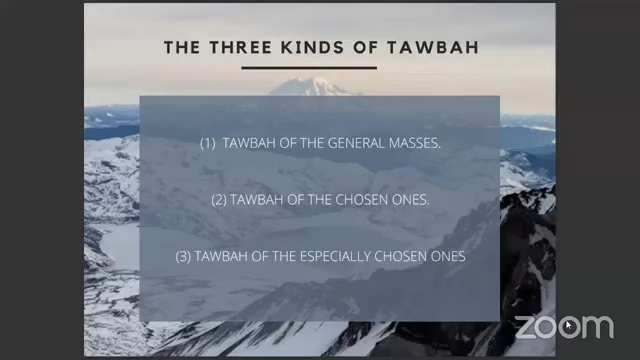 THE THREE KINDS OF TAWBAH
(1) TAWBAH OF THE GENERAL MASSES.
(2) TAWBAH OF THE CHOSEN ONES.
(3) TAWBAH OF THE ESPECIALLY CHOSEN ONES
zoom